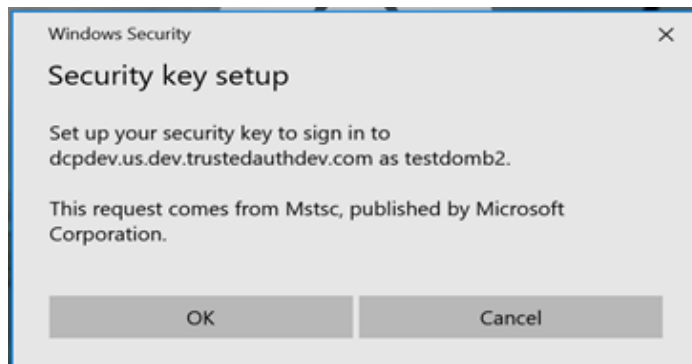 Windows Security
Security key setup
Set up your security key to sign in to
dcpdev.us.dev.trustedauthdev.com as testdomb2.
This request comes from Mstsc, published by Microsoft
Corporation.
OK
Cancel